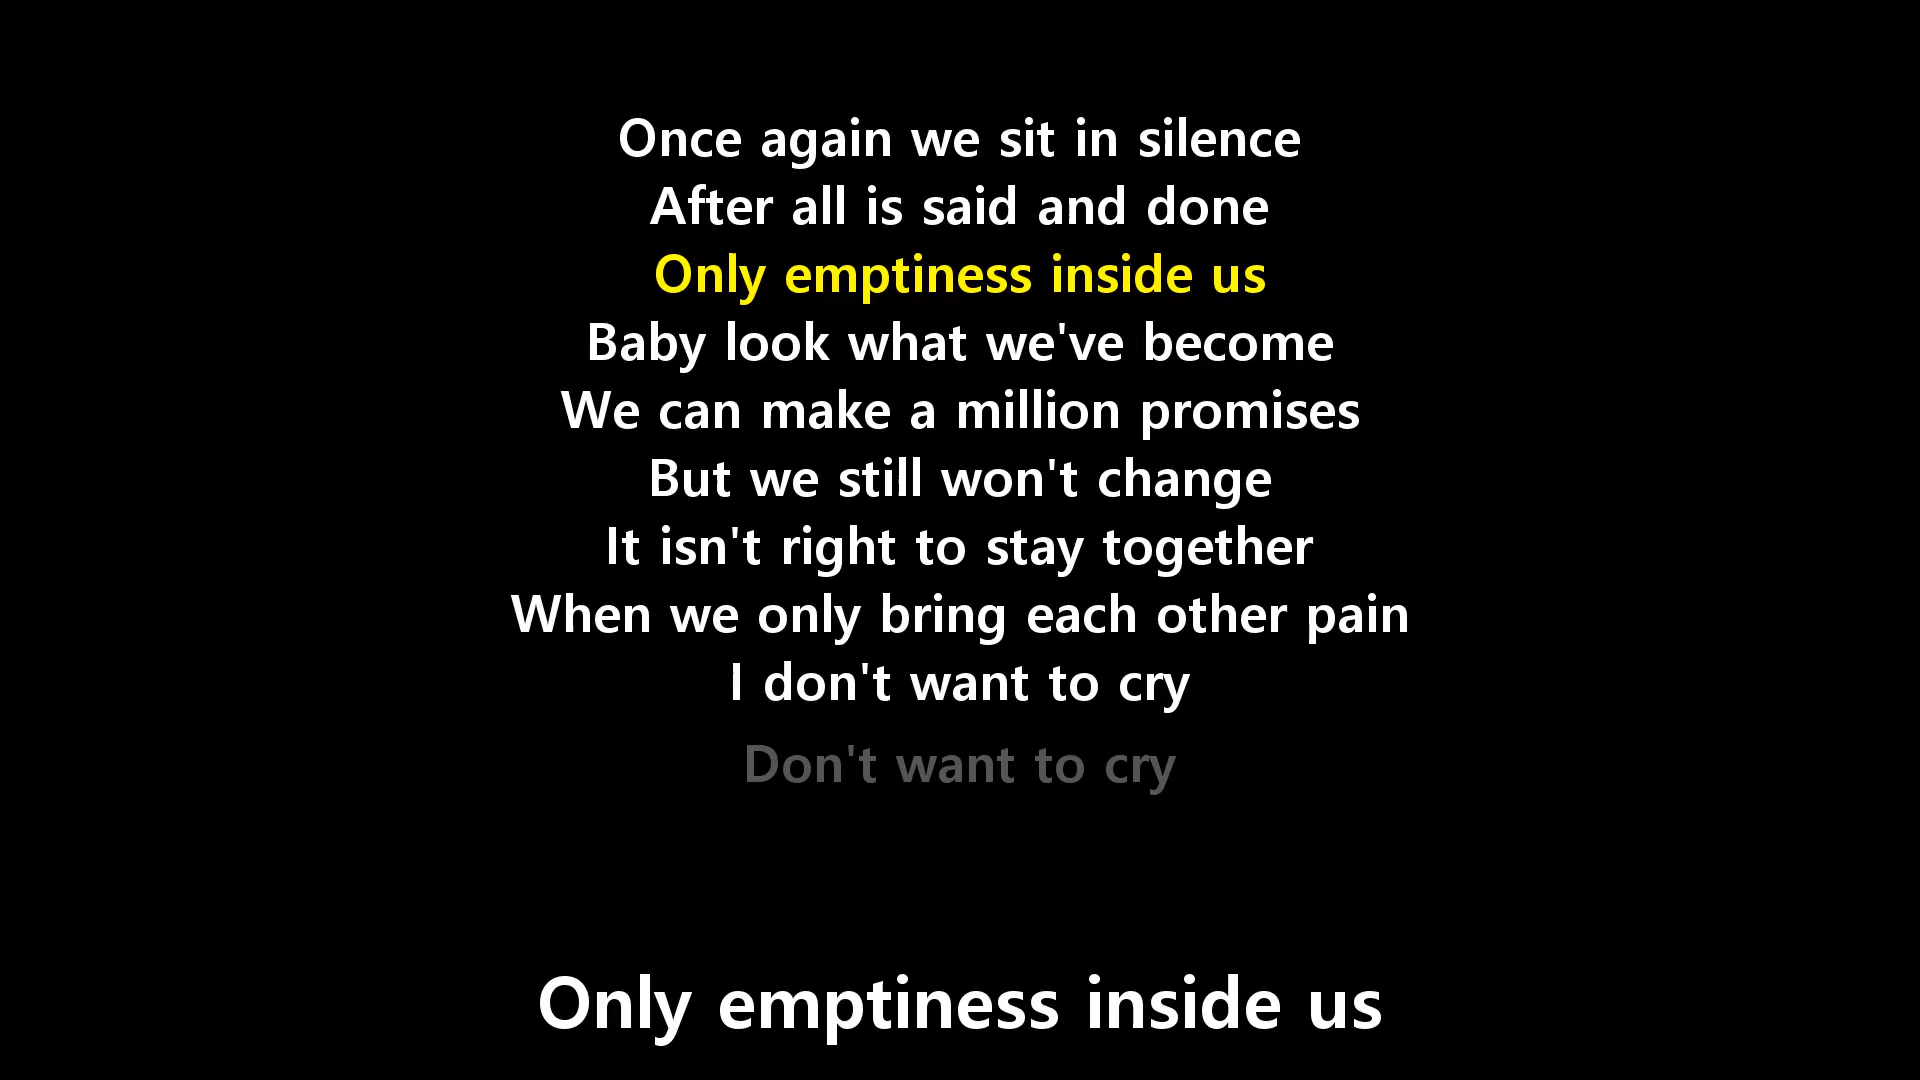 Once again we sit in silence
After all is said and done
Only emptiness inside us
Baby look what we've become
We can make a million promises
But we still won't change
It isn't right to stay together
When we only bring each other pain
I don't want to cry
Don't want to cry
Only emptiness inside us